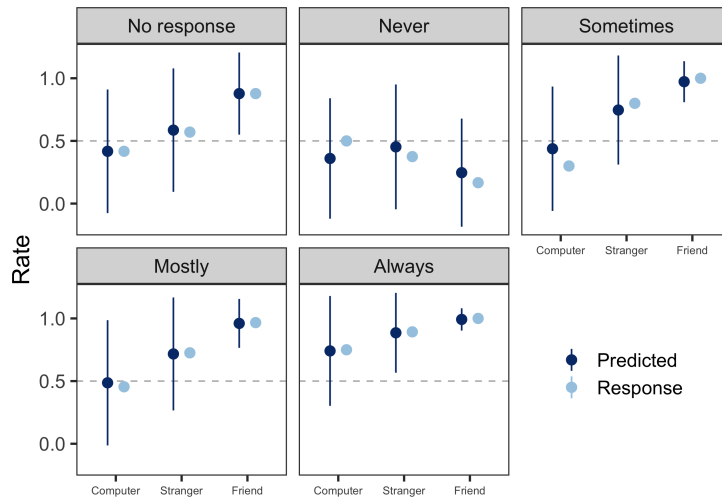 No response
Never
Sometimes
1.0
0.5
0.0
Computer Stranger Friend
Rate
Mostly
Always
1.0
0.5
0.0
Computer Stranger Friend
Computer Stranger Friend
Predicted
Response